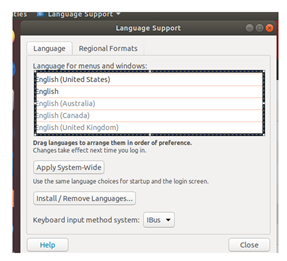 ties Language Support
Language Support
Language Regional Formats
Language for menus and windows:
English (United States)
English
English (Australia)
English (Canada)
English (United Kingdom)
Drag languages to arrange them in order of preference.
Changes take effect next time you log in.
Apply System-Wide
Use the same language choices for startup and the login screen.
Install / Remove Languages...
Keyboard input method system: IBus
Help Close